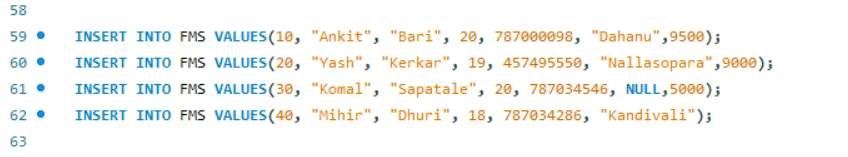 58
59 INSERT INTO FMS VALUES(10, "Ankit", "Bari", 20, 787000098, "Dahanu",9500);
60 INSERT INTO FMS VALUES(20, "Yash", "Kerkar", 19, 457495550, "Nallasopara",9000);
61 INSERT INTO FMS VALUES(30, "Komal", "Sapatale", 20, 787034546, NULL,5000);
62 INSERT INTO FMS VALUES(40, "Mihir", "Dhuri", 18, 787034286, "Kandivali");
63